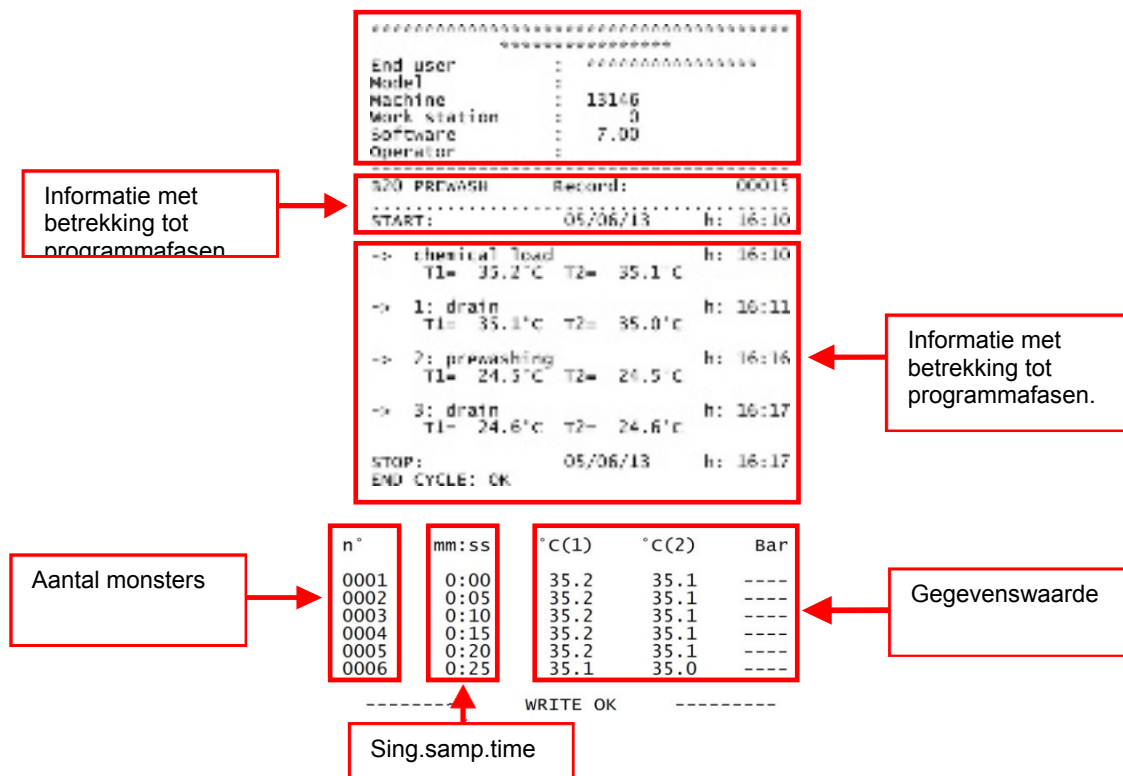 End user :
Model :
Machine : 13146
Work station : 0
Software : 7.00
Operator :
B20 PREWASH Record: 00015
START: 05/06/13 h: 16:10
-> chemical load h: 16:10
T1= 35.2°C T2= 35.1°C
-> 1: drain h: 16:11
T1= 35.1°C T2= 35.0°C
-> 2: prewashing h: 16:16
T1= 24.5°C T2= 24.5°C
-> 3: drain h: 16:17
T1= 24.6°C T2= 24.6°C
STOP: 05/06/13 h: 16:17
END CYCLE: OK
Informatie met
betrekking tot
programmafasen
Informatie met
betrekking tot
programmafasen.
n° mm:ss °C(1) °C(2) Bar
0001 0:00 35.2 35.1 ----
0002 0:05 35.2 35.1 ----
0003 0:10 35.2 35.1 ----
0004 0:15 35.2 35.1 ----
0005 0:20 35.2 35.1 ----
0006 0:25 35.1 35.0 ----
Aantal monsters
Gegevenswaarde
--------- WRITE OK ---------
Sing.samp.time